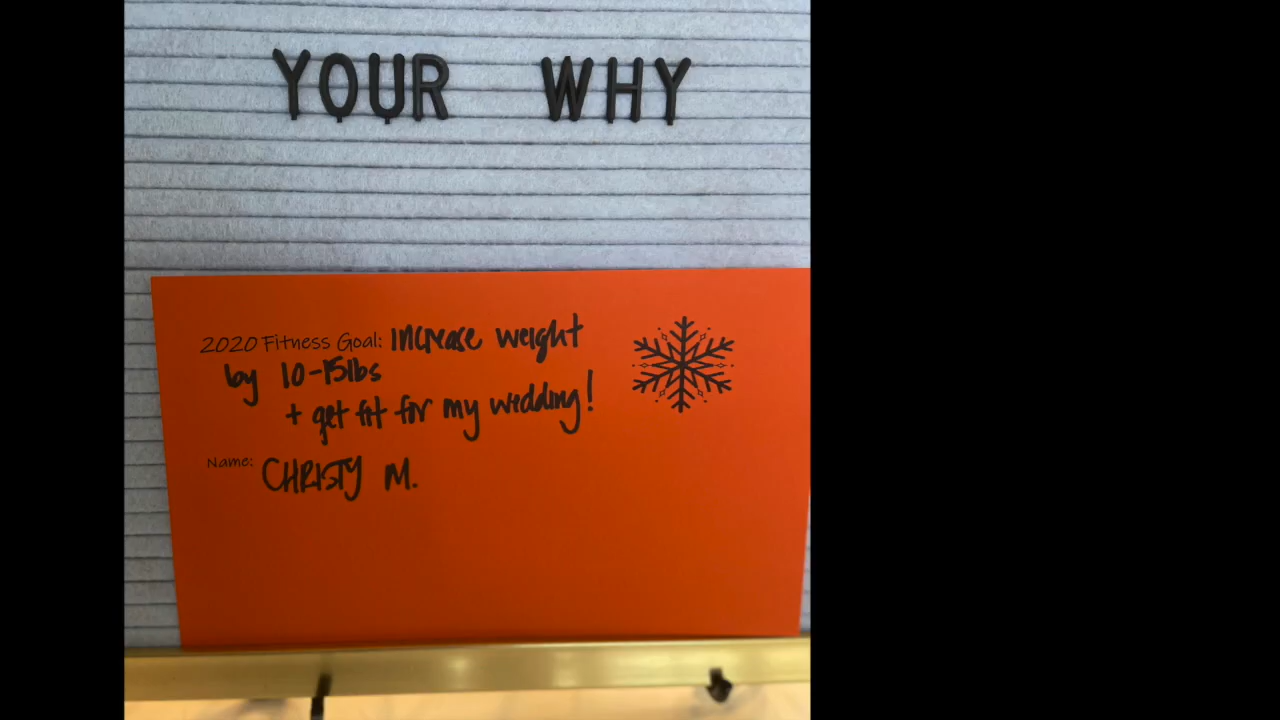 YOUR WHY
2020 Fitness Goal: increase weight
by 10-15lbs
+ get fit for my wedding!
Name: CHRISTY M.